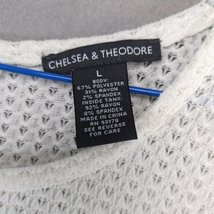 CHELSEA & THEODORE
L
BODY:
67% POLYESTER
31% RAYON
2% SPANDEX
INSIDE TANK:
92% RAYON
8% SPANDEX
MADE IN CHINA
RN 93178
SEE REVERSE
FOR CARE